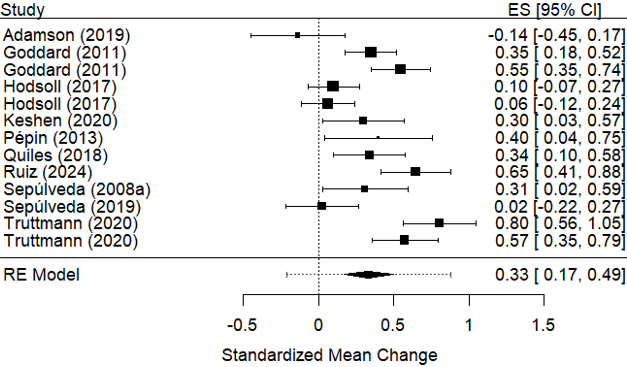 Study ES [95% CI]
Adamson (2019) -0.14 [-0.45, 0.17]
Goddard (2011) 0.35 [ 0.18, 0.52]
Goddard (2011) 0.55 [ 0.35, 0.74]
Hodsoll (2017) 0.10 [-0.07, 0.27]
Hodsoll (2017) 0.06 [-0.12, 0.24]
Keshen (2020) 0.30 [ 0.03, 0.57]
Pépin (2013) 0.40 [ 0.04, 0.75]
Quiles (2018) 0.34 [ 0.10, 0.58]
Ruiz (2024) 0.65 [ 0.41, 0.88]
Sepúlveda (2008a) 0.31 [ 0.02, 0.59]
Sepúlveda (2019) 0.02 [-0.22, 0.27]
Truttmann (2020) 0.80 [ 0.56, 1.05]
Truttmann (2020) 0.57 [ 0.35, 0.79]
RE Model 0.33 [ 0.17, 0.49]
-0.5 0 0.5 1 1.5
Standardized Mean Change